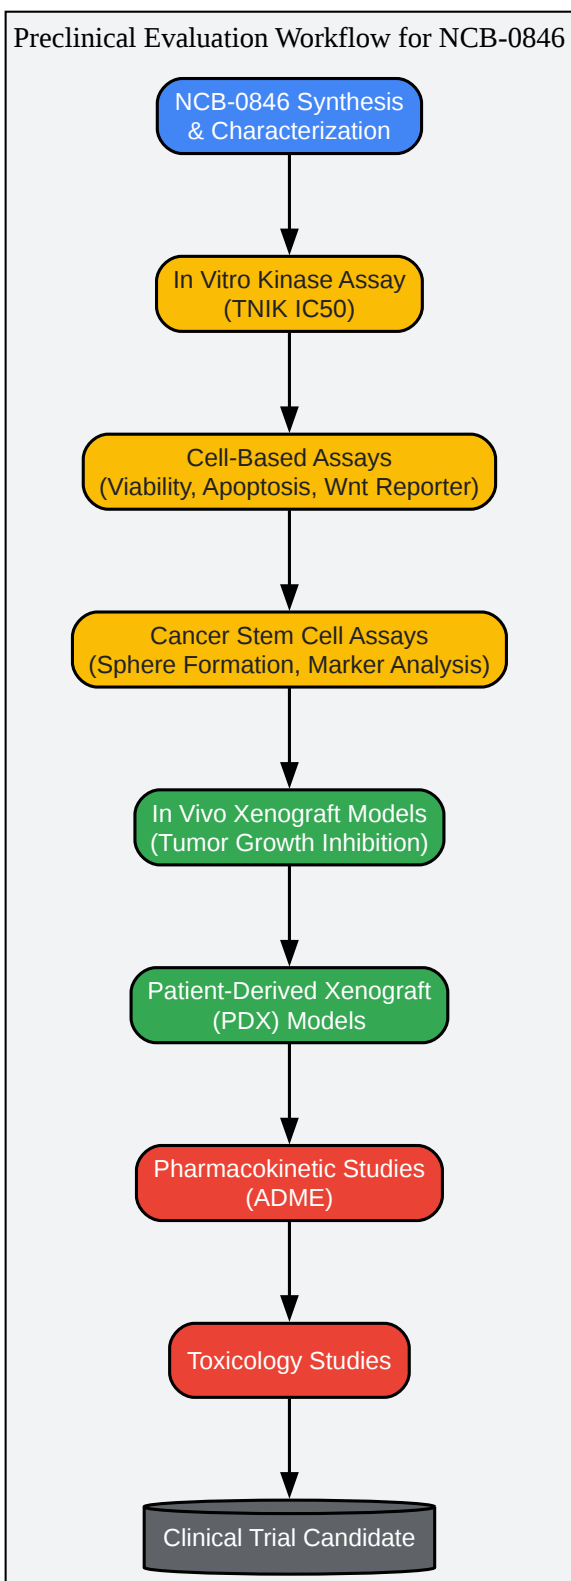 Preclinical Evaluation Workflow for NCB-0846
NCB-0846 Synthesis
& Characterization
In Vitro Kinase Assay
(TNIK IC50)
Cell-Based Assays
(Viability, Apoptosis, Wnt Reporter)
Cancer Stem Cell Assays
(Sphere Formation, Marker Analysis)
In Vivo Xenograft Models
(Tumor Growth Inhibition)
Patient-Derived Xenograft
(PDX) Models
Pharmacokinetic Studies
(ADME)
Toxicology Studies
Clinical Trial Candidate